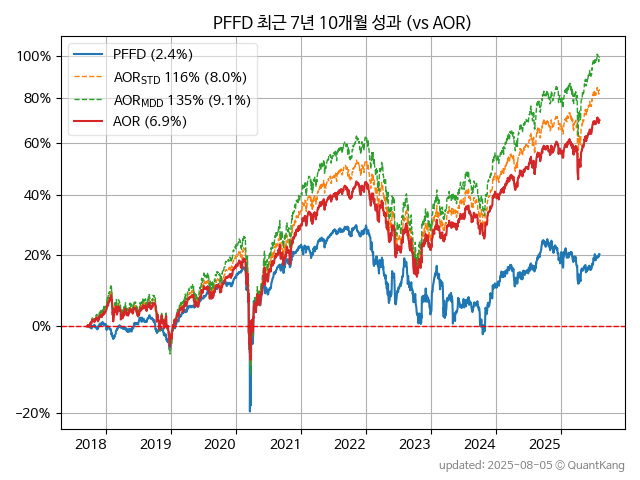 PFFD 최근 7년 10개월 성과 (vs AOR)
PFFD (2.4%)
AOR_STD 116% (8.0%)
AOR_MDD 135% (9.1%)
AOR (6.9%)
100%
80%
60%
40%
20%
0%
−20%
2018 2019 2020 2021 2022 2023 2024 2025
updated: 2025-08-05 © QuantKang